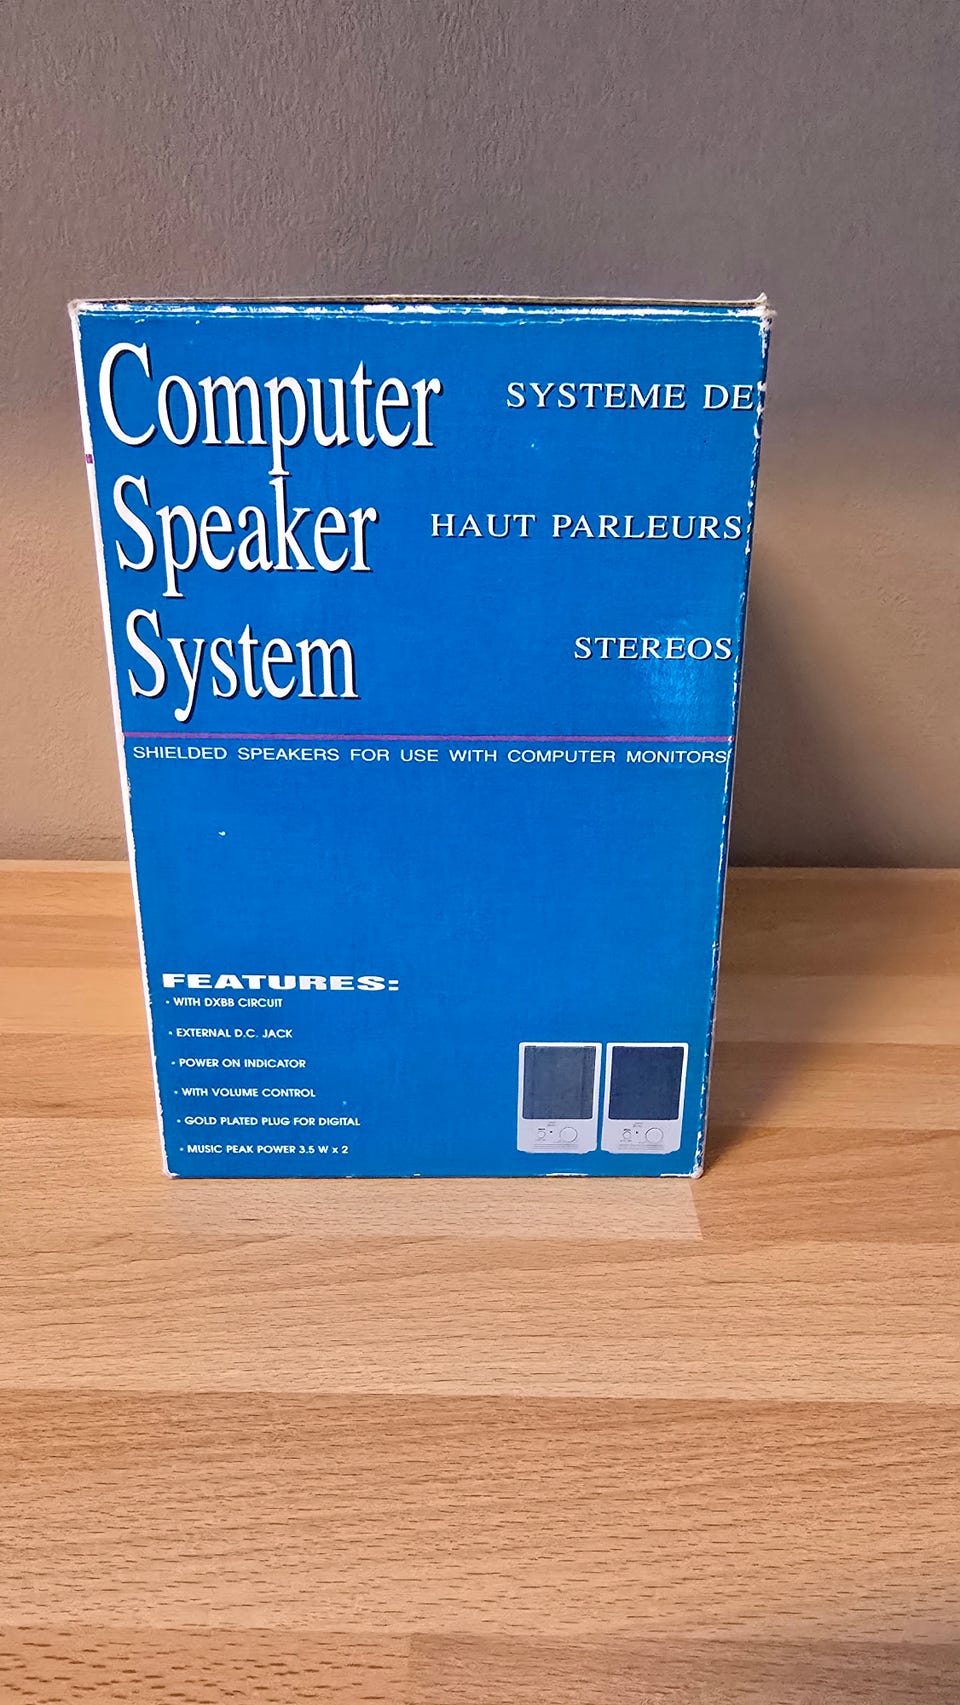 Computer
Speaker
System
SYSTEME DE
HAUT PARLEURS
STEREOS
SHIELDED SPEAKERS FOR USE WITH COMPUTER MONITORS
FEATURES:
• WITH DXBB CIRCUIT
• EXTERNAL D.C. JACK
• POWER ON INDICATOR
• WITH VOLUME CONTROL
• GOLD PLATED PLUG FOR DIGITAL
• MUSIC PEAK POWER 3.5 W x 2